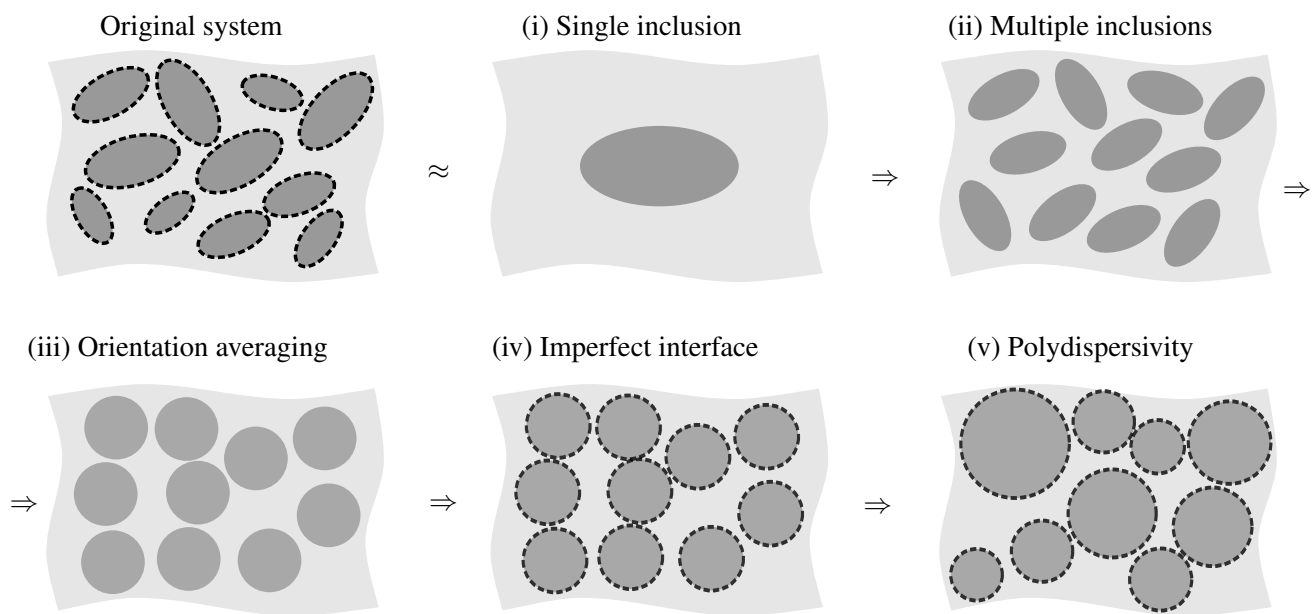 Original system
(i) Single inclusion
(ii) Multiple inclusions
≈
⇒
⇒
(iii) Orientation averaging
(iv) Imperfect interface
(v) Polydispersivity
⇒
⇒
⇒